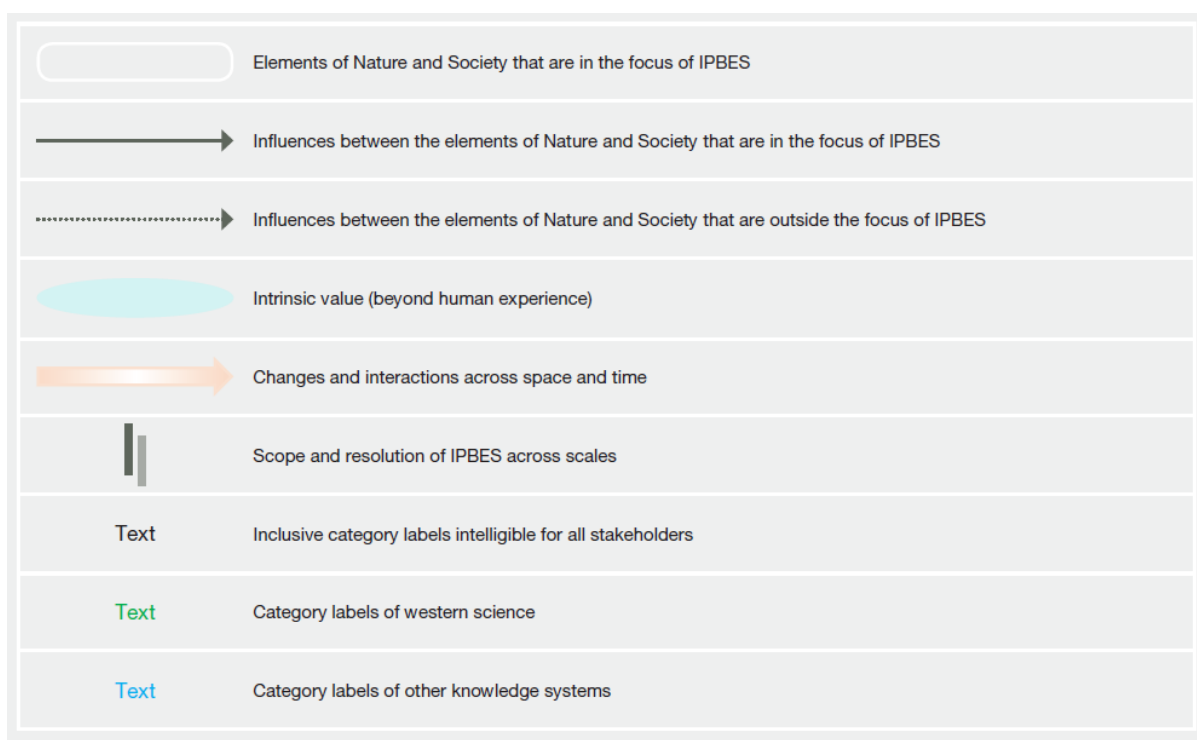 Elements of Nature and Society that are in the focus of IPBES
Influences between the elements of Nature and Society that are in the focus of IPBES
Influences between the elements of Nature and Society that are outside the focus of IPBES
Intrinsic value (beyond human experience)
Changes and interactions across space and time
Scope and resolution of IPBES across scales
Text Inclusive category labels intelligible for all stakeholders
Text Category labels of western science
Text Category labels of other knowledge systems